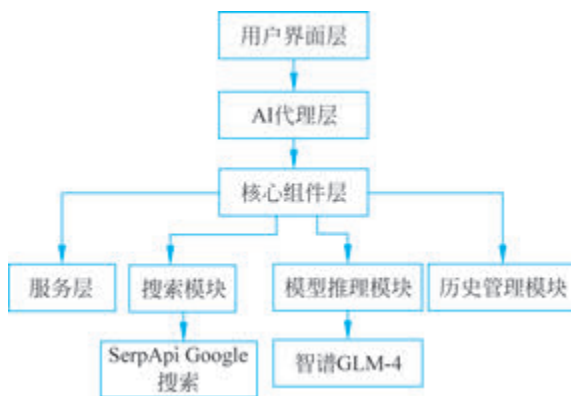 用户界面层
AI代理层
核心组件层
服务层
搜索模块
模型推理模块
历史管理模块
SerpApi Google
搜索
智谱GLM-4